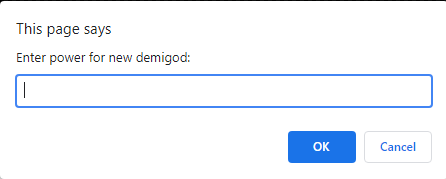 This page says
Enter power for new demigod:
OK Cancel